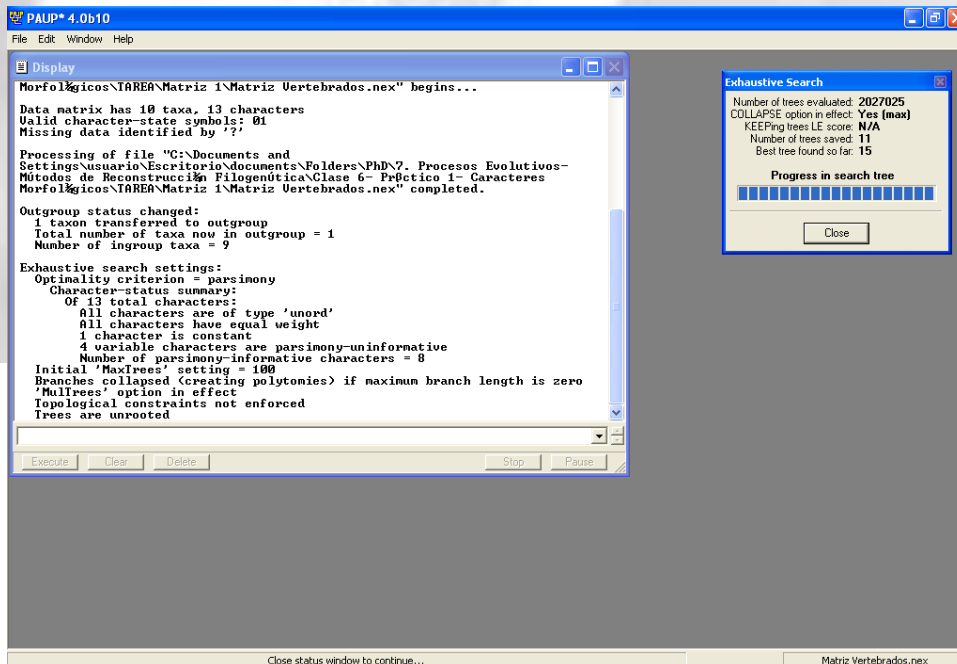 PAUP* 4.0b10
File Edit Window Help
Display
Morfol¾gicos\TAREA\Matriz 1\Matriz Vertebrados.nex" begins...
Data matrix has 10 taxa, 13 characters
Valid character-state symbols: 01
Missing data identified by '?'
Processing of file "C:\Documents and
Settings\usuario\Escritorio\documents\Folders\PhD\7. Procesos Evolutivos-
MÚtodos de Reconstrucci¾n FilogenÚtica\Clase 6- Prßctico 1- Caracteres
Morfol¾gicos\TAREA\Matriz 1\Matriz Vertebrados.nex" completed.
Outgroup status changed:
1 taxon transferred to outgroup
Total number of taxa now in outgroup = 1
Number of ingroup taxa = 9
Exhaustive search settings:
Optimality criterion = parsimony
Character-status summary:
Of 13 total characters:
All characters are of type 'unord'
All characters have equal weight
1 character is constant
4 variable characters are parsimony-uninformative
Number of parsimony-informative characters = 8
Initial 'MaxTrees' setting = 100
Branches collapsed (creating polytomies) if maximum branch length is zero
'MulTrees' option in effect
Topological constraints not enforced
Trees are unrooted
Execute Clear Delete Stop Pause
Exhaustive Search
Number of trees evaluated: 2027025
COLLAPSE option in effect: Yes (max)
KEEPing trees LE score: N/A
Number of trees saved: 11
Best tree found so far: 15
Progress in search tree
Close
Close status window to continue... Matriz Vertebrados.nex